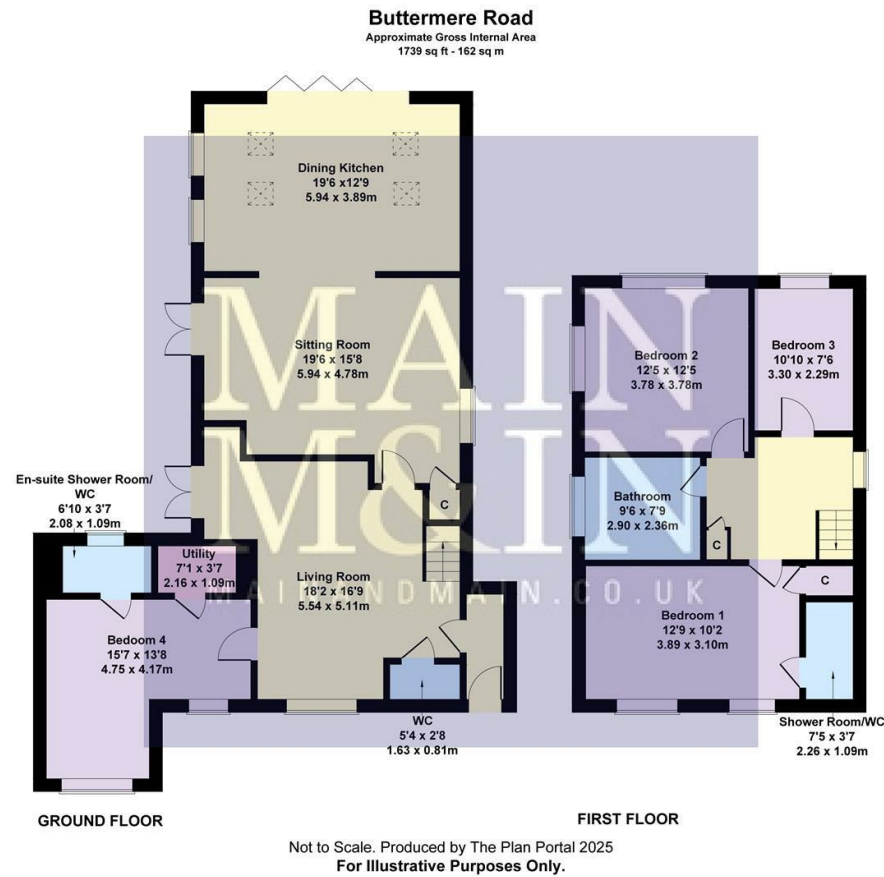 Buttermere Road
Approximate Gross Internal Area
1739 sq ft - 162 sq m
Dining Kitchen
19'6 x12'9
5.94 x 3.89m
Sitting Room
19'6 x 15'8
5.94 x 4.78m
C
En-suite Shower Room/
WC
6'10 x 3'7
2.08 x 1.09m
Utility
7'1 x 3'7
2.16 x 1.09m
Living Room
18'2 x 16'9
5.54 x 5.11m
Bedoom 4
15'7 x 13'8
4.75 x 4.17m
WC
5'4 x 2'8
1.63 x 0.81m
GROUND FLOOR
Bedroom 2
12'5 x 12'5
3.78 x 3.78m
Bedroom 3
10'10 x 7'6
3.30 x 2.29m
Bathroom
9'6 x 7'9
2.90 x 2.36m
C
C
Bedroom 1
12'9 x 10'2
3.89 x 3.10m
Shower Room/WC
7'5 x 3'7
2.26 x 1.09m
FIRST FLOOR
MAIN
&MAIN
MAINANDMAIN.CO.UK
Not to Scale. Produced by The Plan Portal 2025
For Illustrative Purposes Only.